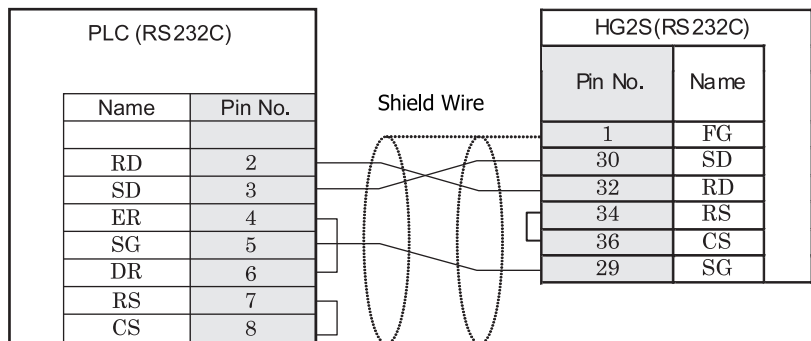 PLC (RS232C)
Name Pin No.
RD 2
SD 3
ER 4
SG 5
DR 6
RS 7
CS 8
Shield Wire
HG2S(RS232C)
Pin No. Name
1 FG
30 SD
32 RD
34 RS
36 CS
29 SG